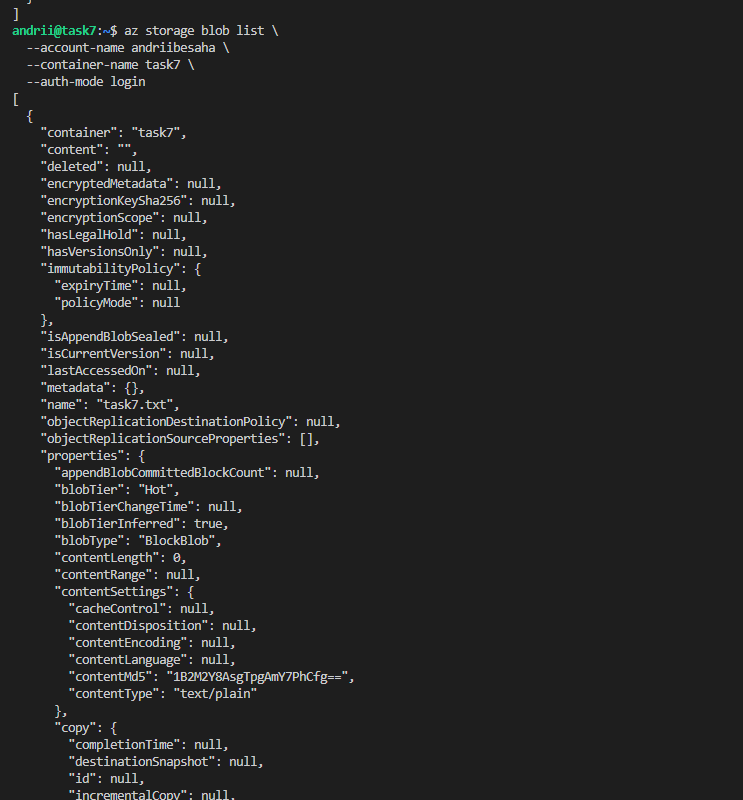 ]
andrii@task7:~$ az storage blob list \
  --account-name andriibesaha \
  --container-name task7 \
  --auth-mode login
[
  {
    "container": "task7",
    "content": "",
    "deleted": null,
    "encryptedMetadata": null,
    "encryptionKeySha256": null,
    "encryptionScope": null,
    "hasLegalHold": null,
    "hasVersionsOnly": null,
    "immutabilityPolicy": {
      "expiryTime": null,
      "policyMode": null
    },
    "isAppendBlobSealed": null,
    "isCurrentVersion": null,
    "lastAccessedOn": null,
    "metadata": {},
    "name": "task7.txt",
    "objectReplicationDestinationPolicy": null,
    "objectReplicationSourceProperties": [],
    "properties": {
      "appendBlobCommittedBlockCount": null,
      "blobTier": "Hot",
      "blobTierChangeTime": null,
      "blobTierInferred": true,
      "blobType": "BlockBlob",
      "contentLength": 0,
      "contentRange": null,
      "contentSettings": {
        "cacheControl": null,
        "contentDisposition": null,
        "contentEncoding": null,
        "contentLanguage": null,
        "contentMd5": "1B2M2Y8AsgTpgAmY7PhCfg==",
        "contentType": "text/plain"
      },
      "copy": {
        "completionTime": null,
        "destinationSnapshot": null,
        "id": null,
        "incrementalCopy": null,